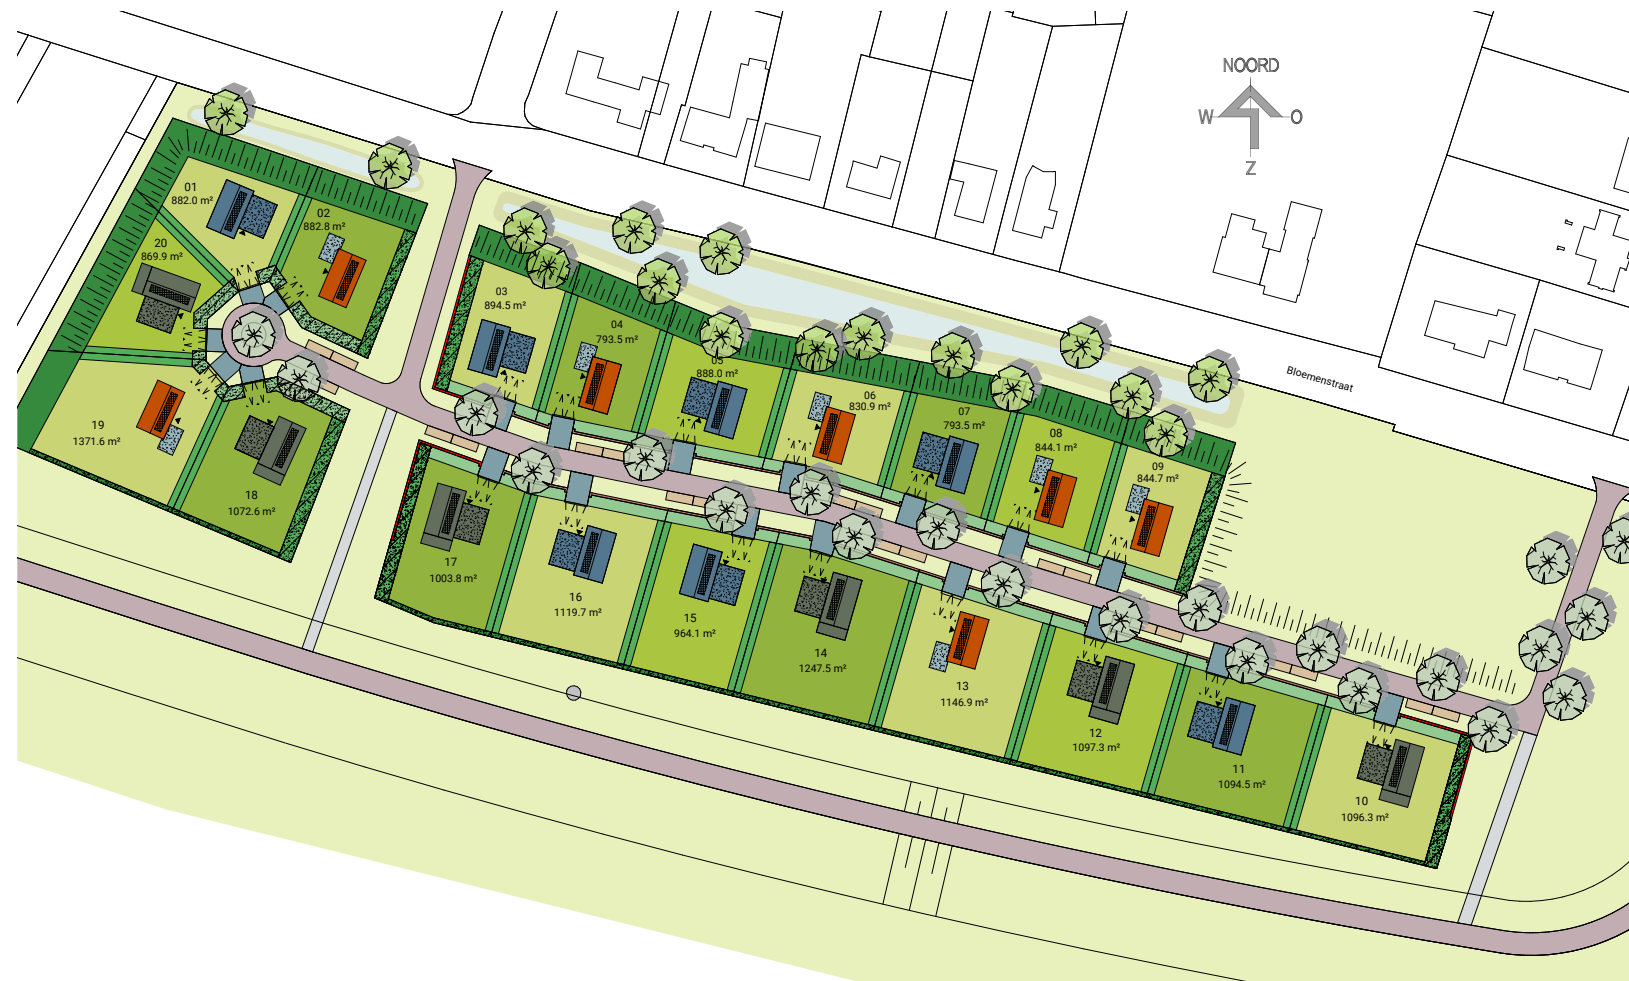 NOORD
W
O
Z
01
882.0 m²
02
882.8 m²
20
869.9 m²
03
894.5 m²
04
793.5 m²
05
888.0 m²
06
830.9 m²
07
793.5 m²
08
844.1 m²
09
844.7 m²
Bloemenstraat
19
1371.6 m²
18
1072.6 m²
17
1003.8 m²
16
1119.7 m²
15
964.1 m²
14
1247.5 m²
13
1146.9 m²
12
1097.3 m²
11
1094.5 m²
10
1096.3 m²